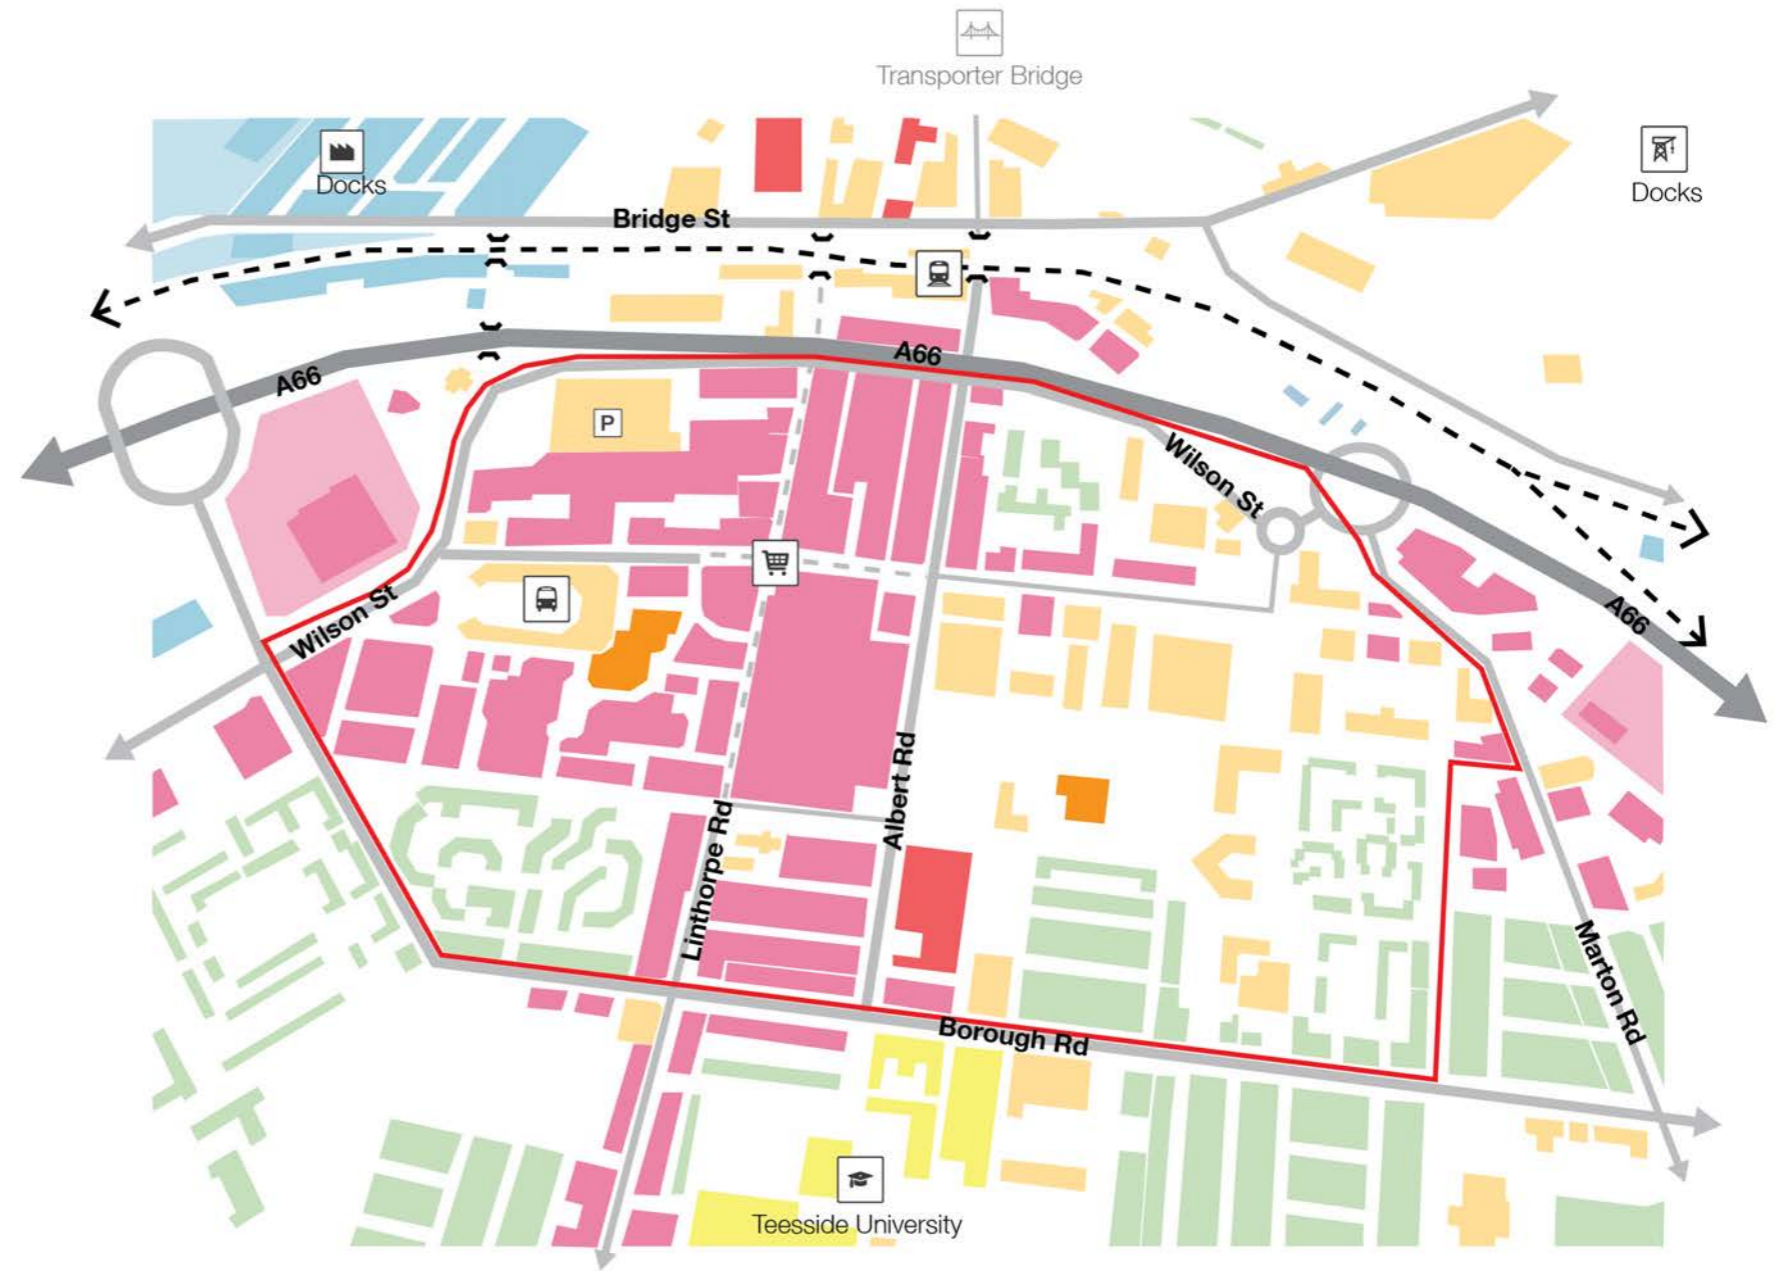 Transporter Bridge
Docks
Docks
Bridge St
A66
A66
P
Wilson St
Wilson St
A66
Albert Rd
Linthorpe Rd
Marton Rd
Borough Rd
Teesside University